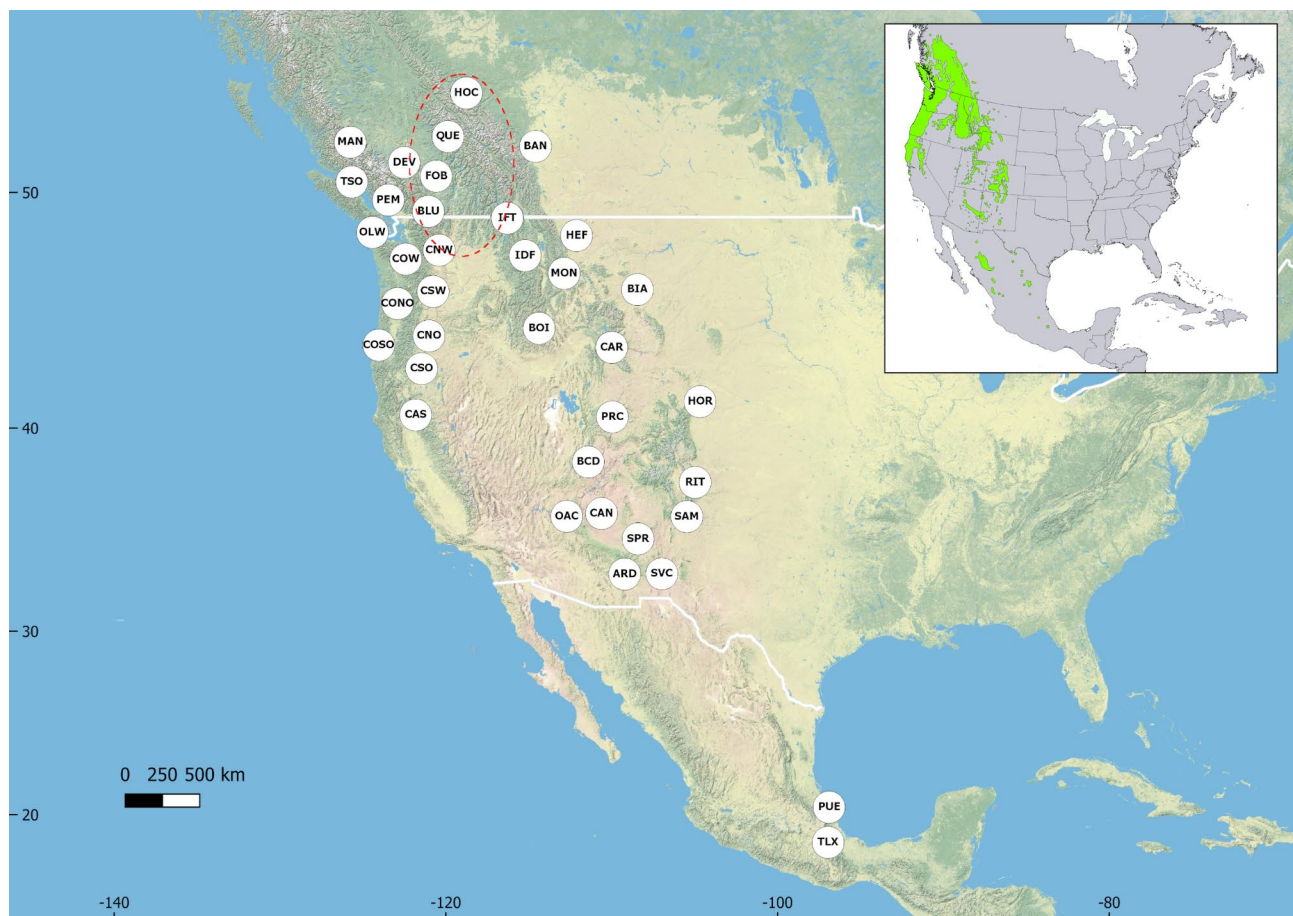 HOC
QUE
MAN
BAN
DEV
TSO
FOB
50
PEM
BLU
IFT
OLW
HEF
CNW
COW
IDF
MON
CSW
BIA
CONO
BOI
CNO
COSO
CAR
CSO
HOR
CAS
PRC
40
BCD
RIT
OAC
CAN
SAM
SPR
ARD
SVC
30
0 250 500 km
PUE
20
TLX
-140
-120
-100
-80